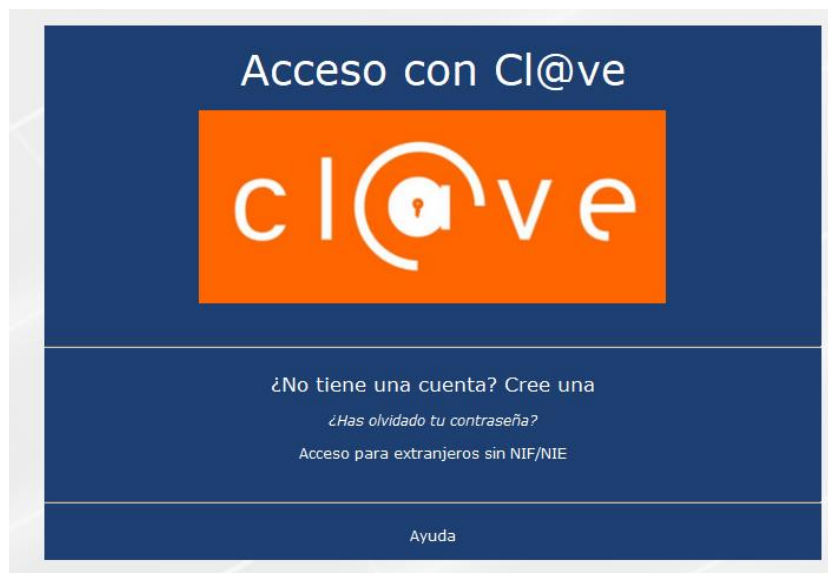 Acceso con Cl@ve
cl@ve
¿No tiene una cuenta? Cree una
¿Has olvidado tu contraseña?
Acceso para extranjeros sin NIF/NIE
Ayuda